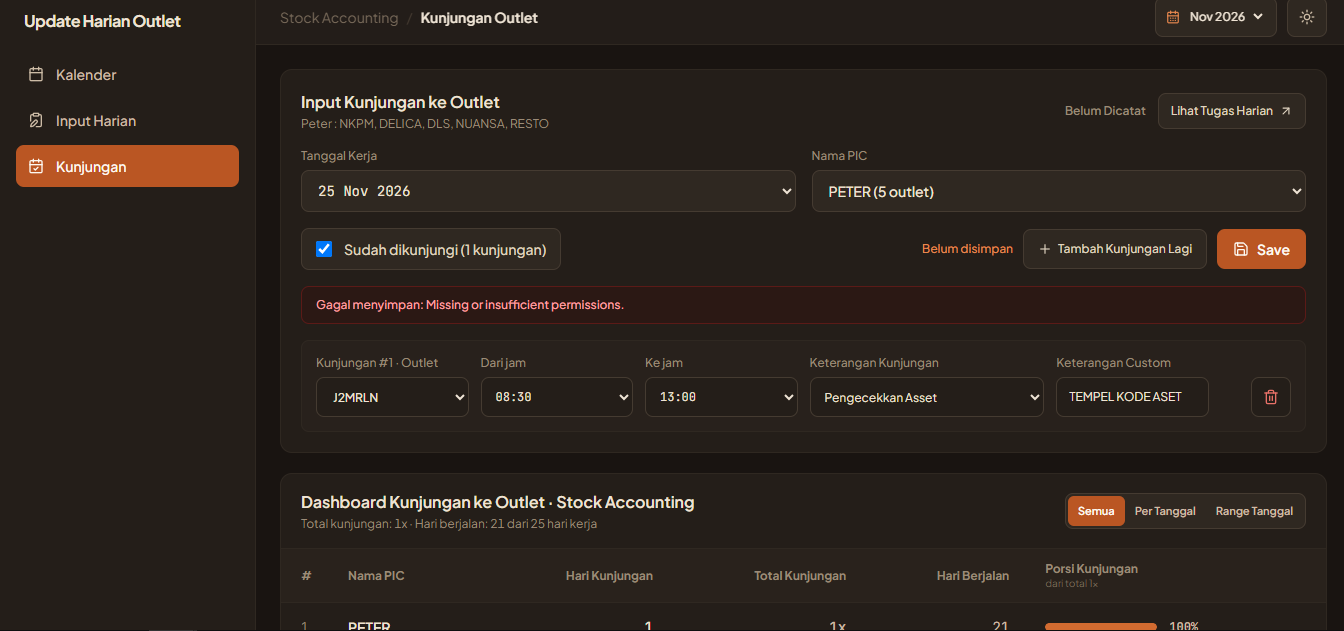 Update Harian Outlet
Stock Accounting / Kunjungan Outlet
Nov 2026
Kalender
Input Harian
Kunjungan
Input Kunjungan ke Outlet
Peter : NKPM, DELICA, DLS, NUANSA, RESTO
Belum Dicatat
Lihat Tugas Harian
Tanggal Kerja
Nama PIC
25 Nov 2026
PETER (5 outlet)
Sudah dikunjungi (1 kunjungan)
Belum disimpan
+ Tambah Kunjungan Lagi
Save
Gagal menyimpan: Missing or insufficient permissions.
Kunjungan #1 · Outlet
Dari jam
Ke jam
Keterangan Kunjungan
Keterangan Custom
J2MRLN
08:30
13:00
Pengecekkan Asset
TEMPEL KODE ASET
Dashboard Kunjungan ke Outlet · Stock Accounting
Total kunjungan: 1x · Hari berjalan: 21 dari 25 hari kerja
Semua
Per Tanggal
Range Tanggal
# Nama PIC Hari Kunjungan Total Kunjungan Hari Berjalan Porsi Kunjungan
dari total 1x
1 PETER 1 1x 21 100%